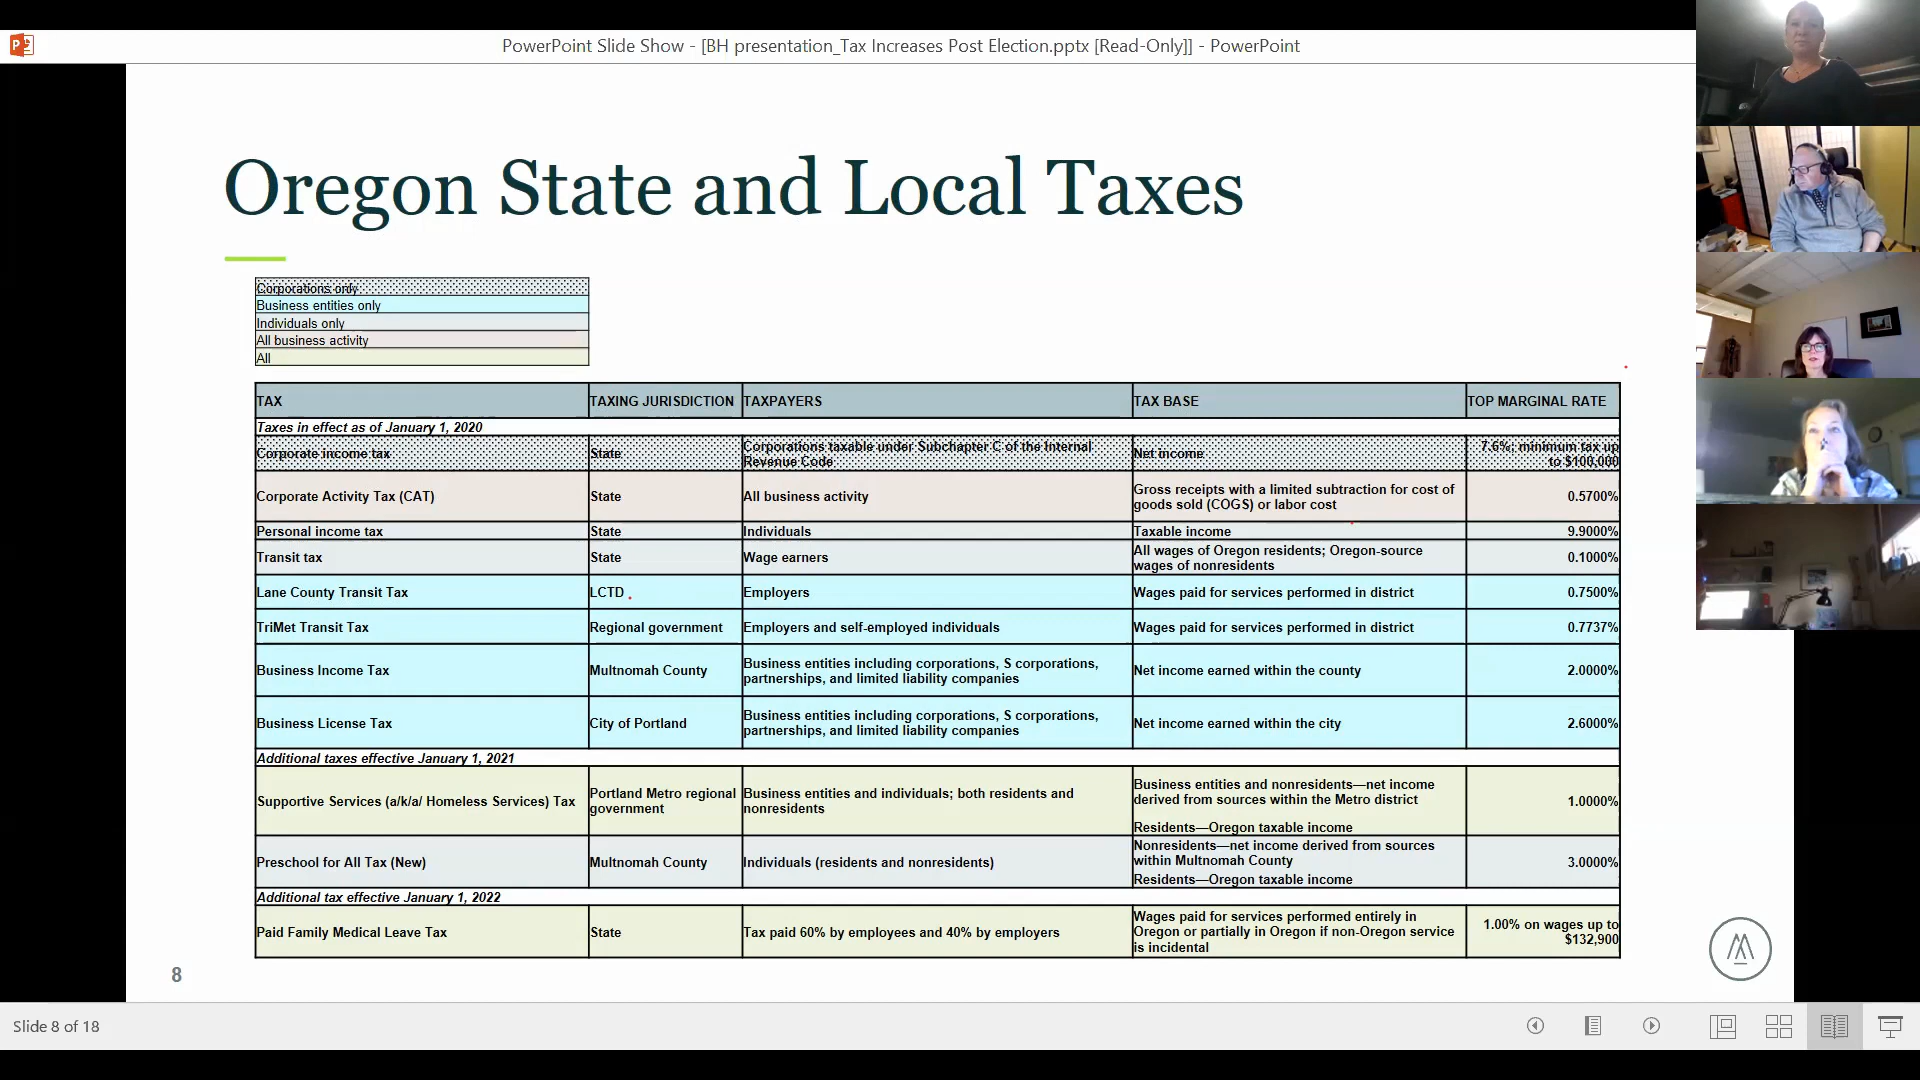 PowerPoint Slide Show - [BH presentation_Tax Increases Post Election.pptx [Read-Only]] - PowerPoint
Oregon State and Local Taxes
Corporations only
Business entities only
Individuals only
All business activity
All
TAX TAXING JURISDICTION TAXPAYERS TAX BASE TOP MARGINAL RATE
Taxes in effect as of January 1, 2020
Corporate income tax State Corporations taxable under Subchapter C of the Internal Revenue Code Net income 7.6%; minimum tax up to $100,000
Corporate Activity Tax (CAT) State All business activity Gross receipts with a limited subtraction for cost of goods sold (COGS) or labor cost 0.5700%
Personal income tax State Individuals Taxable income 9.9000%
Transit tax State Wage earners All wages of Oregon residents; Oregon-source wages of nonresidents 0.1000%
Lane County Transit Tax LCTD Employers Wages paid for services performed in district 0.7500%
TriMet Transit Tax Regional government Employers and self-employed individuals Wages paid for services performed in district 0.7737%
Business Income Tax Multnomah County Business entities including corporations, S corporations, partnerships, and limited liability companies Net income earned within the county 2.0000%
Business License Tax City of Portland Business entities including corporations, S corporations, partnerships, and limited liability companies Net income earned within the city 2.6000%
Additional taxes effective January 1, 2021
Supportive Services (a/k/a/ Homeless Services) Tax Portland Metro regional government Business entities and individuals; both residents and nonresidents Business entities and nonresidents—net income derived from sources within the Metro district Residents—Oregon taxable income 1.0000%
Preschool for All Tax (New) Multnomah County Individuals (residents and nonresidents) Nonresidents—net income derived from sources within Multnomah County Residents—Oregon taxable income 3.0000%
Additional tax effective January 1, 2022
Paid Family Medical Leave Tax State Tax paid 60% by employees and 40% by employers Wages paid for services performed entirely in Oregon or partially in Oregon if non-Oregon service is incidental 1.00% on wages up to $132,900
8
Slide 8 of 18